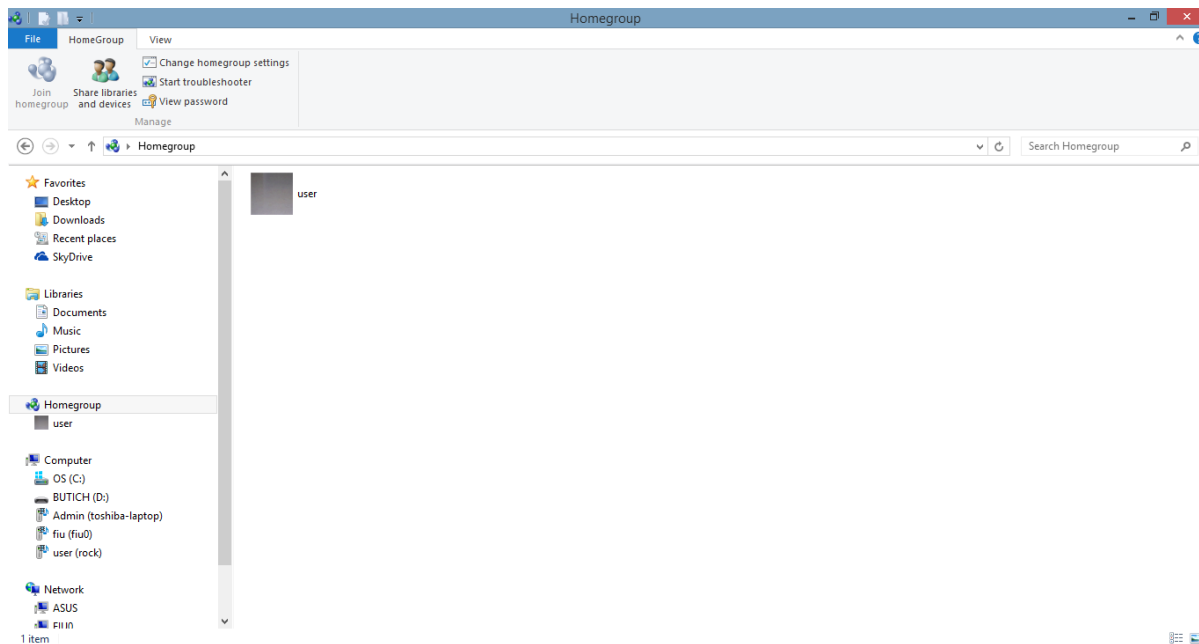 Homegroup
File HomeGroup View
Join homegroup
Share libraries and devices
Change homegroup settings
Start troubleshooter
View password
Manage
Homegroup
Search Homegroup
Favorites
Desktop
Downloads
Recent places
SkyDrive
Libraries
Documents
Music
Pictures
Videos
Homegroup
user
Computer
OS (C:)
BUTICH (D:)
Admin (toshiba-laptop)
fiu (fiu0)
user (rock)
Network
ASUS
FIU0
user
1 item